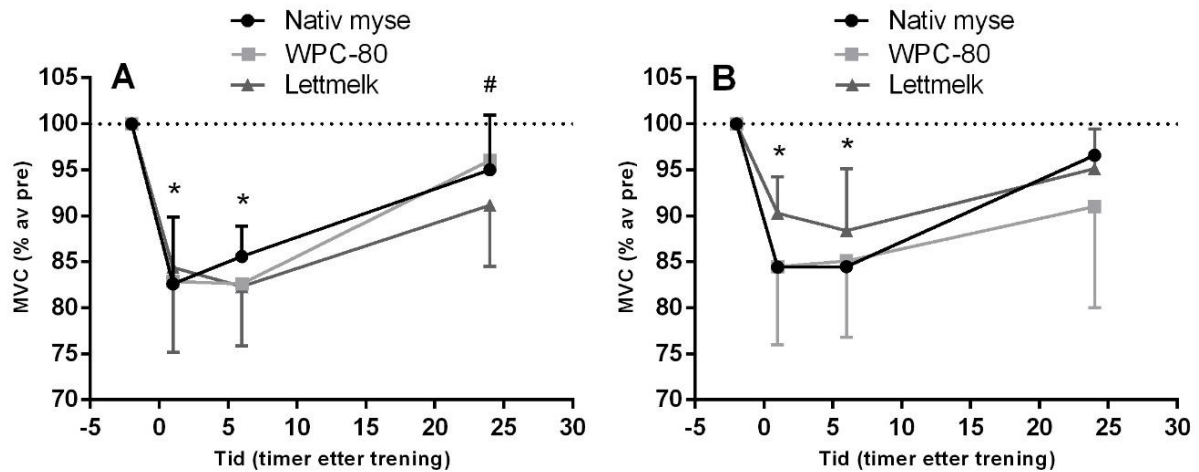 Nativ myse
WPC-80
Lettmelk
A
#
*
*
105
100
95
90
85
80
75
70
MVC (% av pre)
-5 0 5 10 15 20 25 30
Tid (timer etter trening)
Nativ myse
WPC-80
Lettmelk
B
*
*
105
100
95
90
85
80
75
70
MVC (% av pre)
-5 0 5 10 15 20 25 30
Tid (timer etter trening)